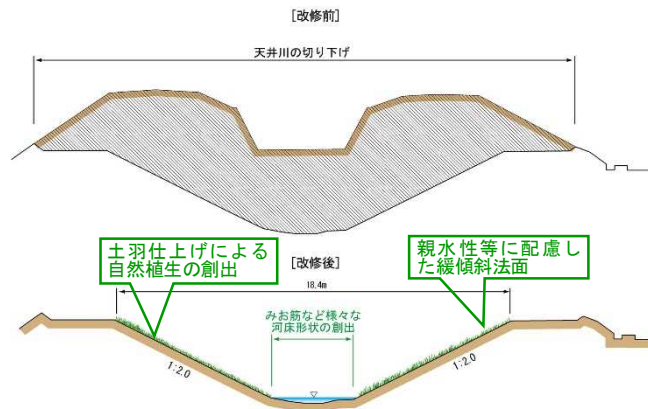 [改修前]
天井川の切り下げ
土羽仕上げによる
自然植生の創出
[改修後]
親水性等に配慮し
た緩傾斜法面
18.4m
みお筋など様々な
河床形状の創出
1:2.0
1:2.0